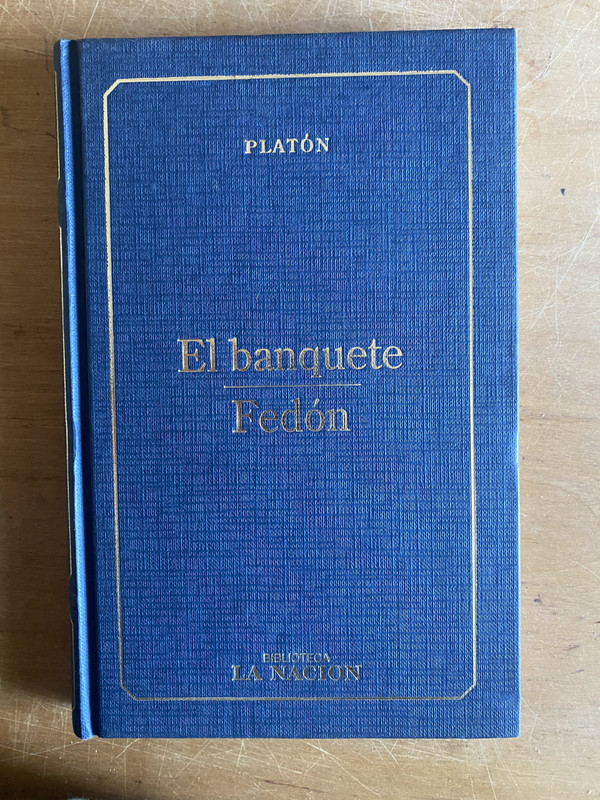 PLATÓN
El banquete
Fedón
BIBLIOTECA
LA NACION